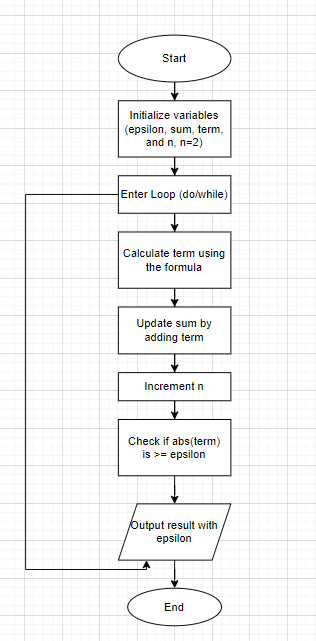 Start
Initialize variables
(epsilon, sum, term,
and n, n=2)
Enter Loop (do/while)
Calculate term using
the formula
Update sum by
adding term
Increment n
Check if abs(term)
is >= epsilon
Output result with
epsilon
End